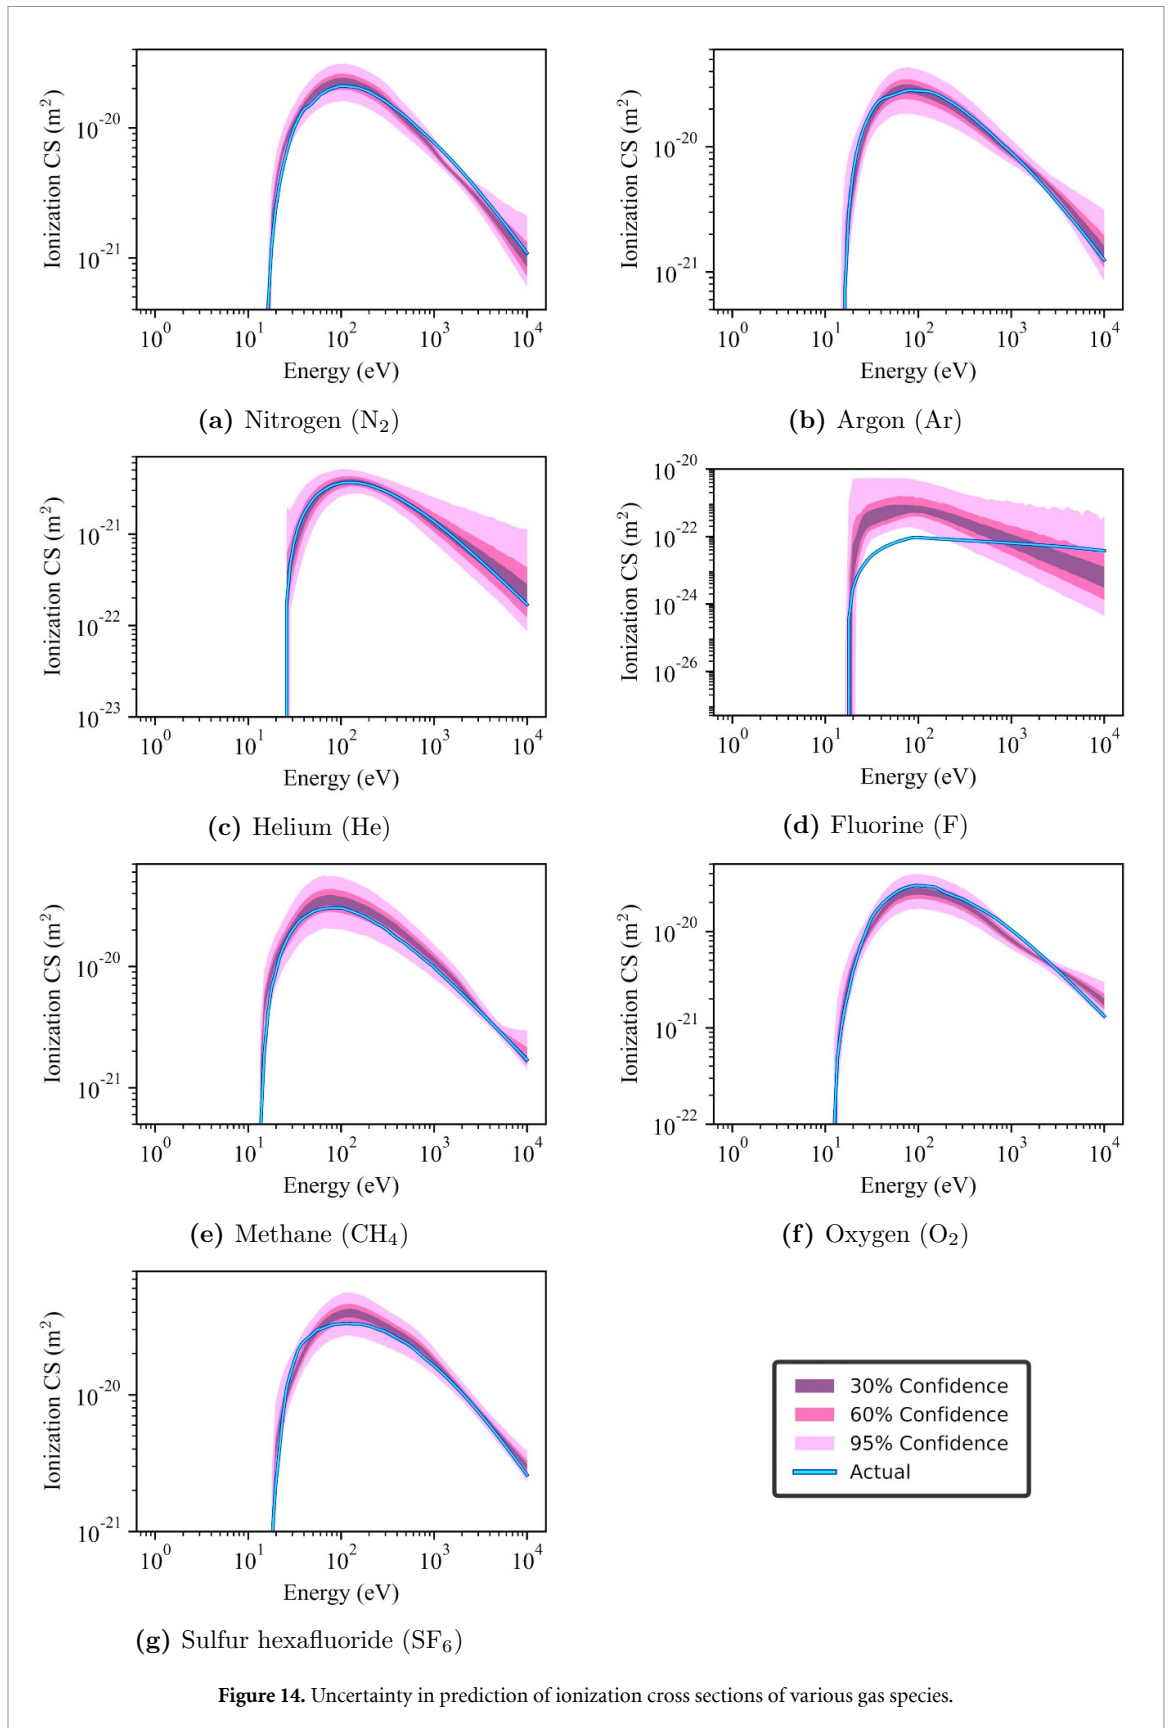 Ionization CS (m²)
10⁻²⁰
10⁻²¹
10⁰ 10¹ 10² 10³ 10⁴
Energy (eV)
(a) Nitrogen (N₂)
Ionization CS (m²)
10⁻²⁰
10⁻²¹
10⁰ 10¹ 10² 10³ 10⁴
Energy (eV)
(b) Argon (Ar)
Ionization CS (m²)
10⁻²¹
10⁻²²
10⁻²³
10⁰ 10¹ 10² 10³ 10⁴
Energy (eV)
(c) Helium (He)
Ionization CS (m²)
10⁻²⁰
10⁻²²
10⁻²⁴
10⁻²⁶
10⁰ 10¹ 10² 10³ 10⁴
Energy (eV)
(d) Fluorine (F)
Ionization CS (m²)
10⁻²⁰
10⁻²¹
10⁰ 10¹ 10² 10³ 10⁴
Energy (eV)
(e) Methane (CH₄)
Ionization CS (m²)
10⁻²⁰
10⁻²¹
10⁻²²
10⁰ 10¹ 10² 10³ 10⁴
Energy (eV)
(f) Oxygen (O₂)
Ionization CS (m²)
10⁻²⁰
10⁻²¹
10⁰ 10¹ 10² 10³ 10⁴
Energy (eV)
(g) Sulfur hexafluoride (SF₆)
30% Confidence
60% Confidence
95% Confidence
Actual
Figure 14. Uncertainty in prediction of ionization cross sections of various gas species.